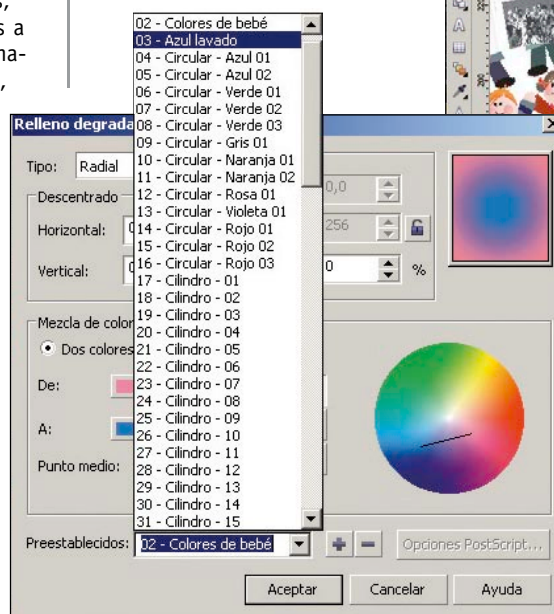 s,
s a
na-
,
Relleno degrada
Tipo: Radial
Descentrado
0,0
Horizontal:
256
Vertical:
0 %
Mezcla de color
Dos colores
De:
A:
Punto medio:
02 - Colores de bebé
03 - Azul lavado
04 - Circular - Azul 01
05 - Circular - Azul 02
06 - Circular - Verde 01
07 - Circular - Verde 02
08 - Circular - Verde 03
09 - Circular - Gris 01
10 - Circular - Naranja 01
11 - Circular - Naranja 02
12 - Circular - Rosa 01
13 - Circular - Violeta 01
14 - Circular - Rojo 01
15 - Circular - Rojo 02
16 - Circular - Rojo 03
17 - Cilindro - 01
18 - Cilindro - 02
19 - Cilindro - 03
20 - Cilindro - 04
21 - Cilindro - 05
22 - Cilindro - 06
23 - Cilindro - 07
24 - Cilindro - 08
25 - Cilindro - 09
26 - Cilindro - 10
27 - Cilindro - 11
28 - Cilindro - 12
29 - Cilindro - 13
30 - Cilindro - 14
31 - Cilindro - 15
Preestablecidos: 02 - Colores de bebé
Opciones PostScript...
Aceptar Cancelar Ayuda